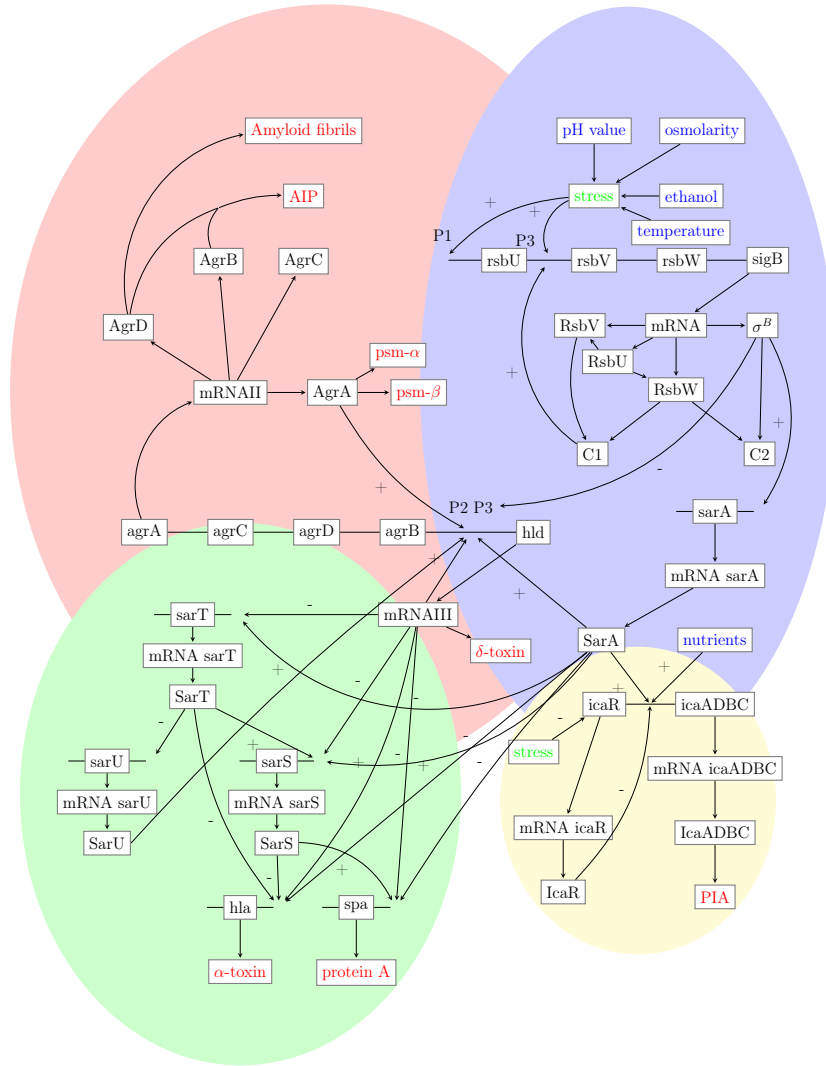 Amyloid fibrils
pH value
osmolarity
AIP
stress
ethanol
+
+
temperature
P1
P3
AgrB
AgrC
rsbU
rsbV
rsbW
sigB
AgrD
RsbV
mRNA
σB
psm-α
RsbU
+
mRNAII
AgrA
psm-β
RsbW
+
C1
C2
-
+
P2 P3
sarA
agrA
agrC
agrD
agrB
hld
+
mRNA sarA
+
-
sarT
mRNAIII
SarA
nutrients
mRNA sarT
δ-toxin
+
+
-
SarT
-
+
icaR
icaADBC
-
-
+
-
-
stress
sarU
sarS
+
+
-
mRNA icaADBC
mRNA sarU
mRNA sarS
-
-
mRNA icaR
SarU
SarS
IcaADBC
+
-
IcaR
PIA
hla
spa
α-toxin
protein A